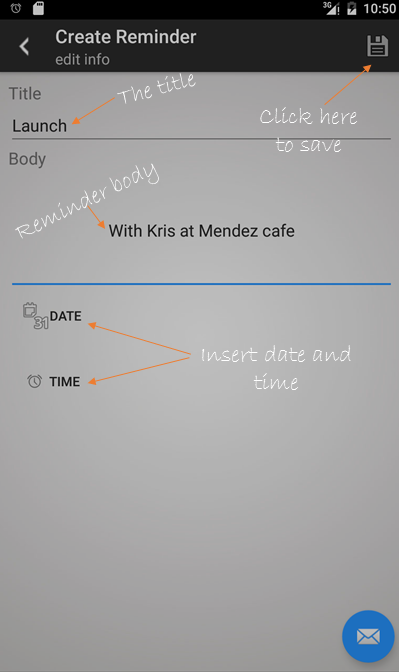 3G 10:50
Create Reminder
edit info
Title
The title
Launch
Click here
to save
Body
Reminder body
With Kris at Mendez cafe
31 DATE
Insert date and
time
TIME